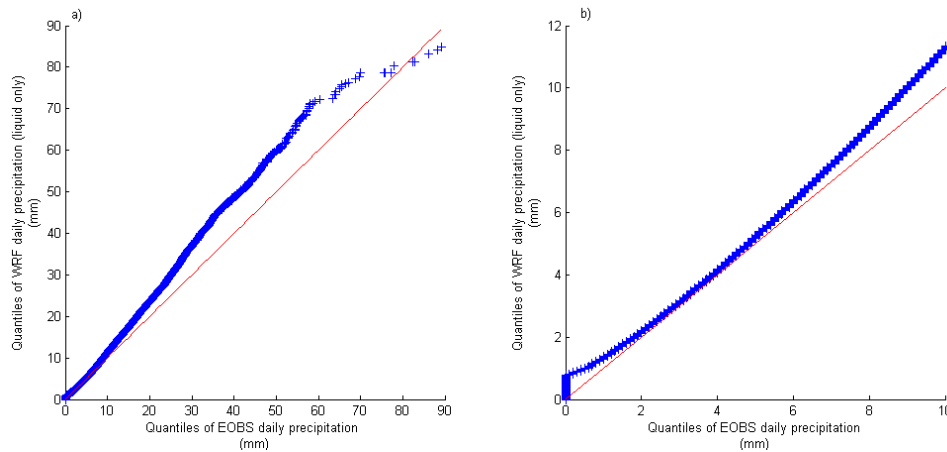 a)
90
80
70
60
50
40
30
20
10
0
Quantiles of WRF daily precipitation (liquid only)
(mm)
0 10 20 30 40 50 60 70 80 90
Quantiles of EOBS daily precipitation
(mm)
b)
12
10
8
6
4
2
0
Quantiles of WRF daily precipitation (liquid only)
(mm)
0 2 4 6 8 10
Quantiles of EOBS daily precipitation
(mm)